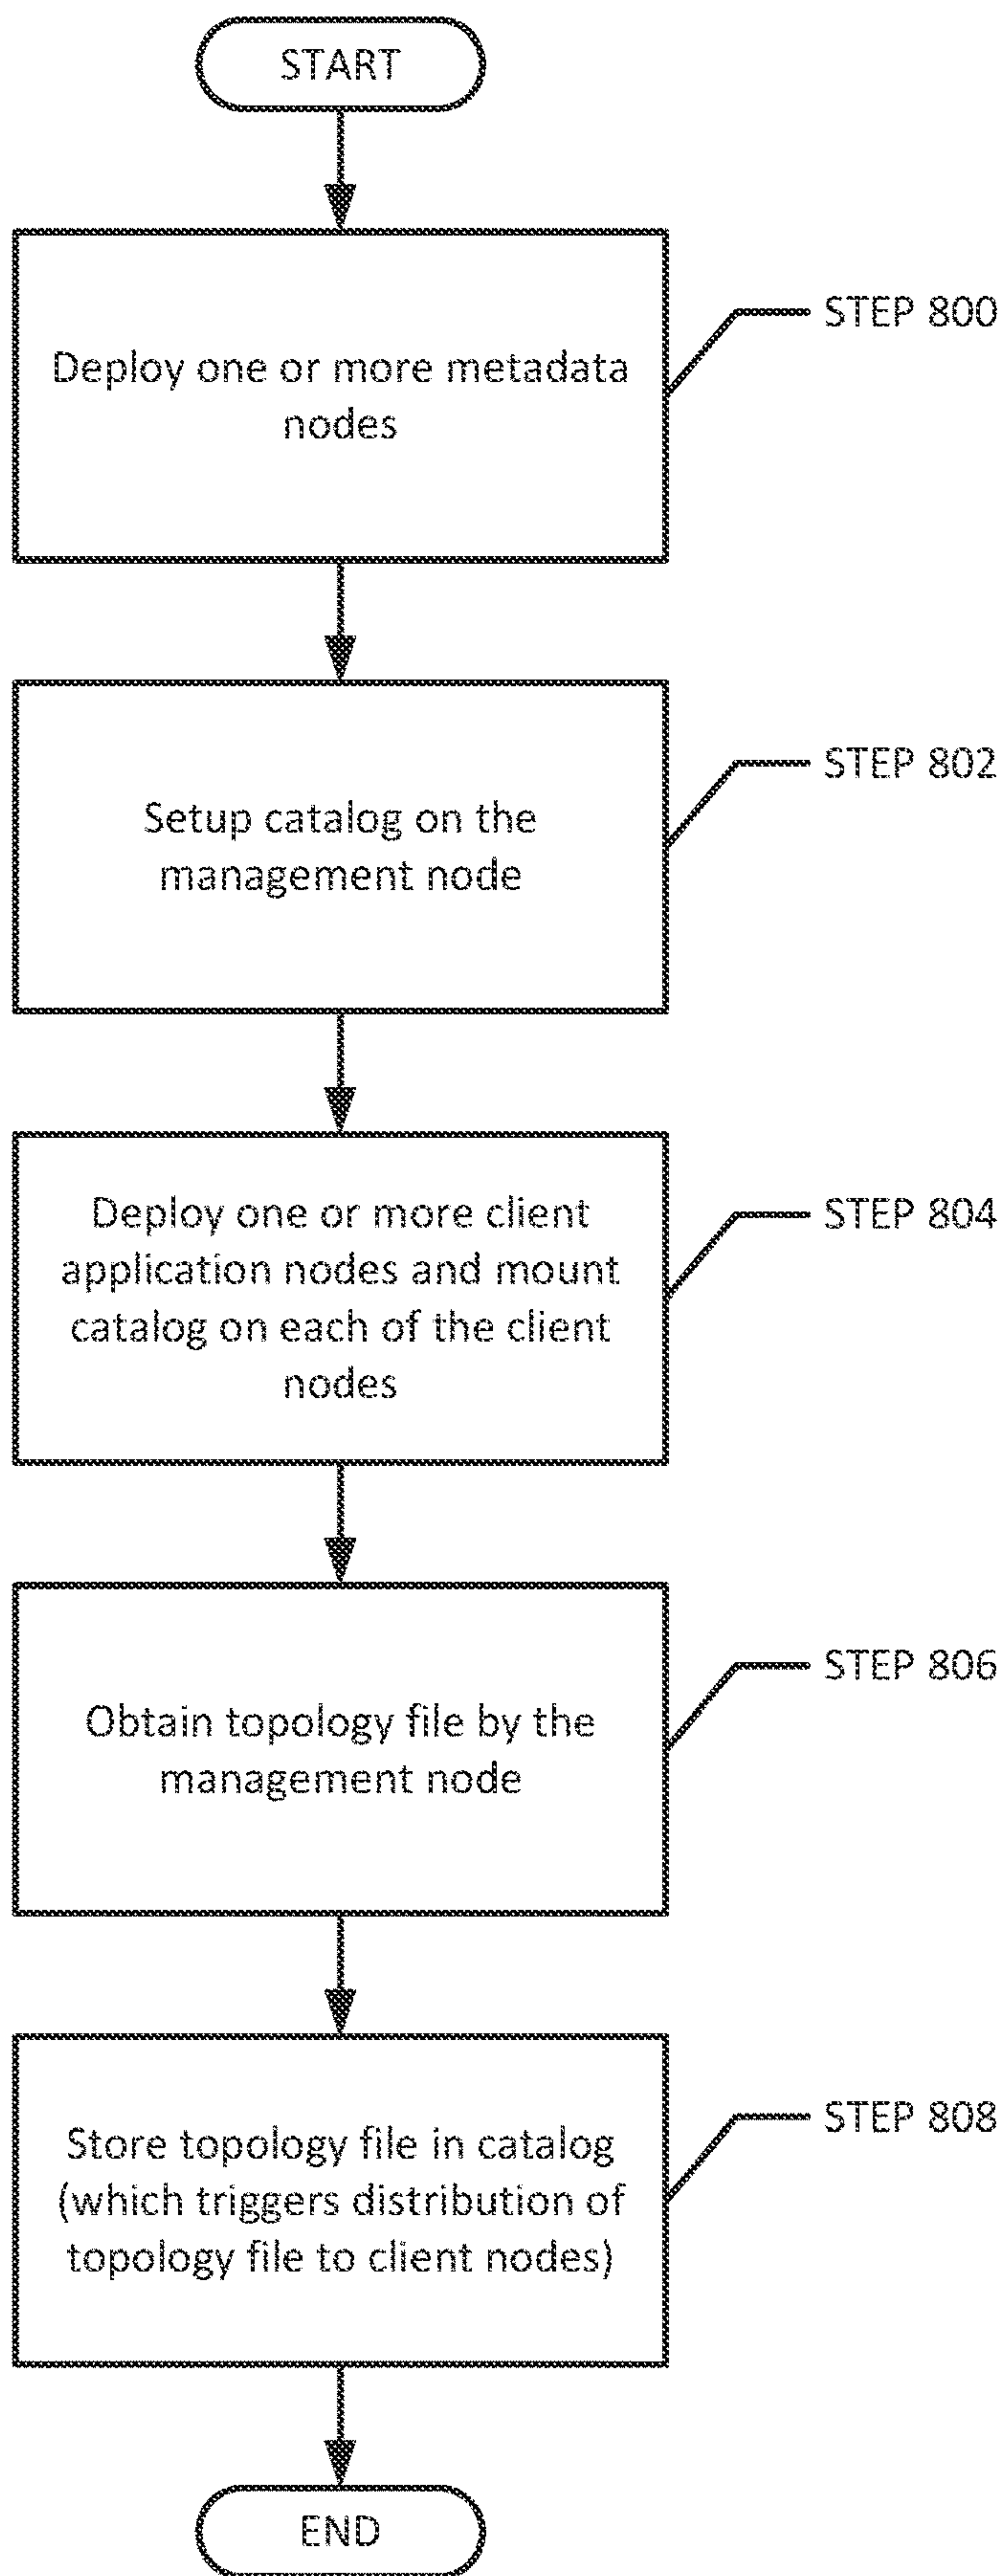 START
Deploy one or more metadata
nodes
STEP 800
Setup catalog on the
management node
STEP 802
Deploy one or more client
application nodes and mount
catalog on each of the client
nodes
STEP 804
Obtain topology file by the
management node
STEP 806
Store topology file in catalog
(which triggers distribution of
topology file to client nodes)
STEP 808
END